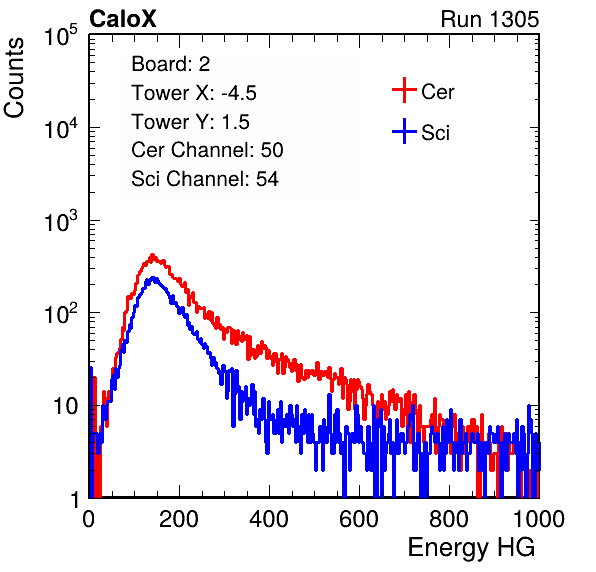 CaloX Run 1305
Counts
Board: 2
Tower X: -4.5
Tower Y: 1.5
Cer Channel: 50
Sci Channel: 54
Cer
Sci
10^5
10^4
10^3
10^2
10
1
0 200 400 600 800 1000
Energy HG